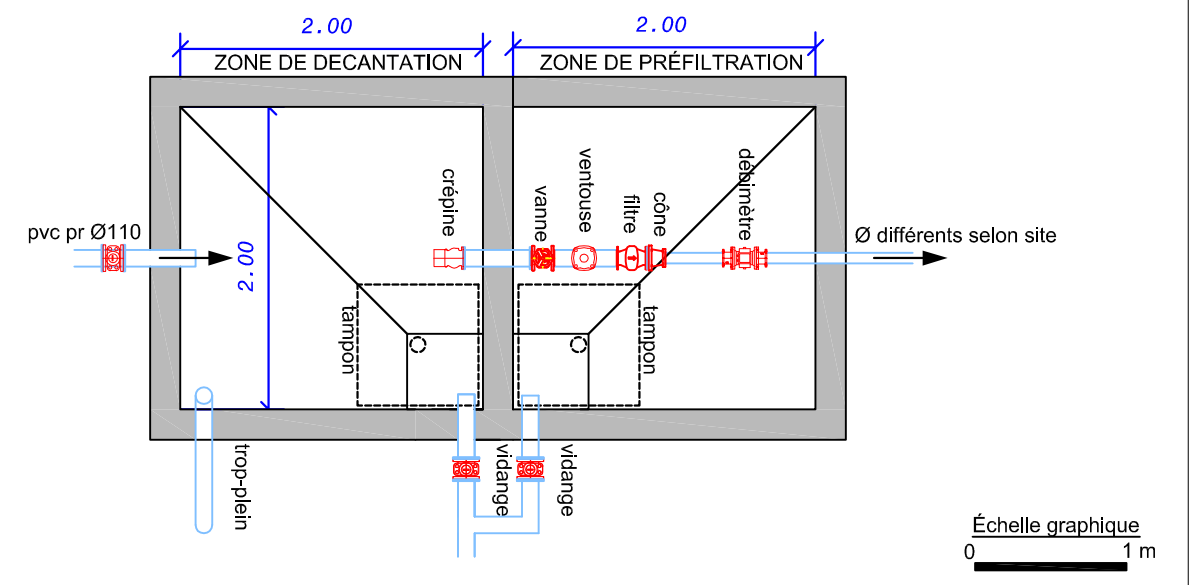 2.00
2.00
ZONE DE DECANTATION
ZONE DE PRÉFILTRATION
crépine
vanne
ventouse
filtre
cône
débimètre
pvc pr Ø110
2.00
Ø différents selon site
tampon
tampon
trop-plein
vidange
vidange
Échelle graphique
0
1 m